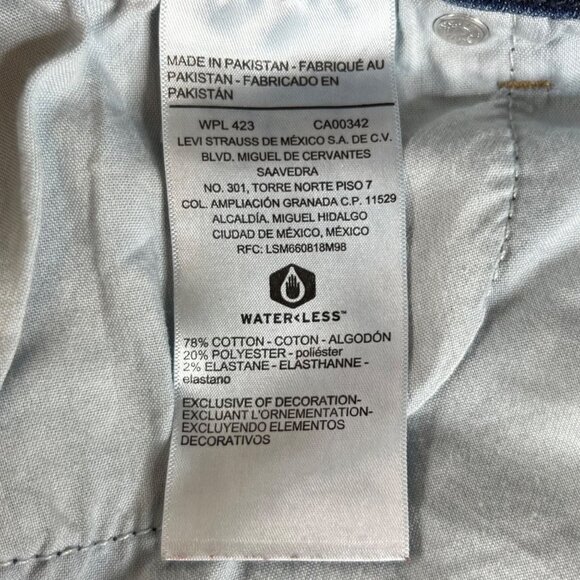 MADE IN PAKISTAN - FABRIQUÉ AU
PAKISTAN - FABRICADO EN
PAKISTÁN
WPL 423 CA00342
LEVI STRAUSS DE MÉXICO S.A. DE C.V.
BLVD. MIGUEL DE CERVANTES
SAAVEDRA
NO. 301, TORRE NORTE PISO 7
COL. AMPLIACIÓN GRANADA C.P. 11529
ALCALDÍA. MIGUEL HIDALGO
CIUDAD DE MÉXICO, MÉXICO
RFC: LSM660818M98
WATER<LESS™
78% COTTON - COTON - ALGODÓN
20% POLYESTER - poliéster
2% ELASTANE - ELASTHANNE -
elastano
EXCLUSIVE OF DECORATION-
EXCLUANT L'ORNEMENTATION-
EXCLUYENDO ELEMENTOS
DECORATIVOS